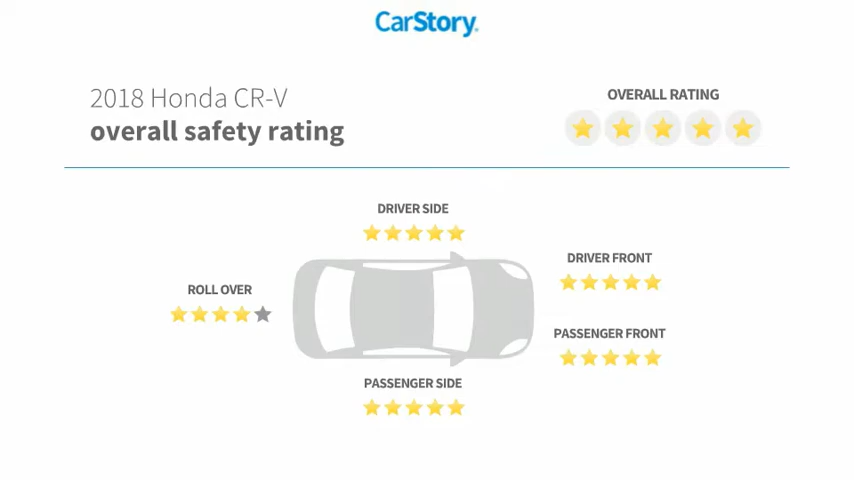 CarStory.
2018 Honda CR-V
overall safety rating
OVERALL RATING
DRIVER SIDE
DRIVER FRONT
ROLL OVER
PASSENGER FRONT
PASSENGER SIDE